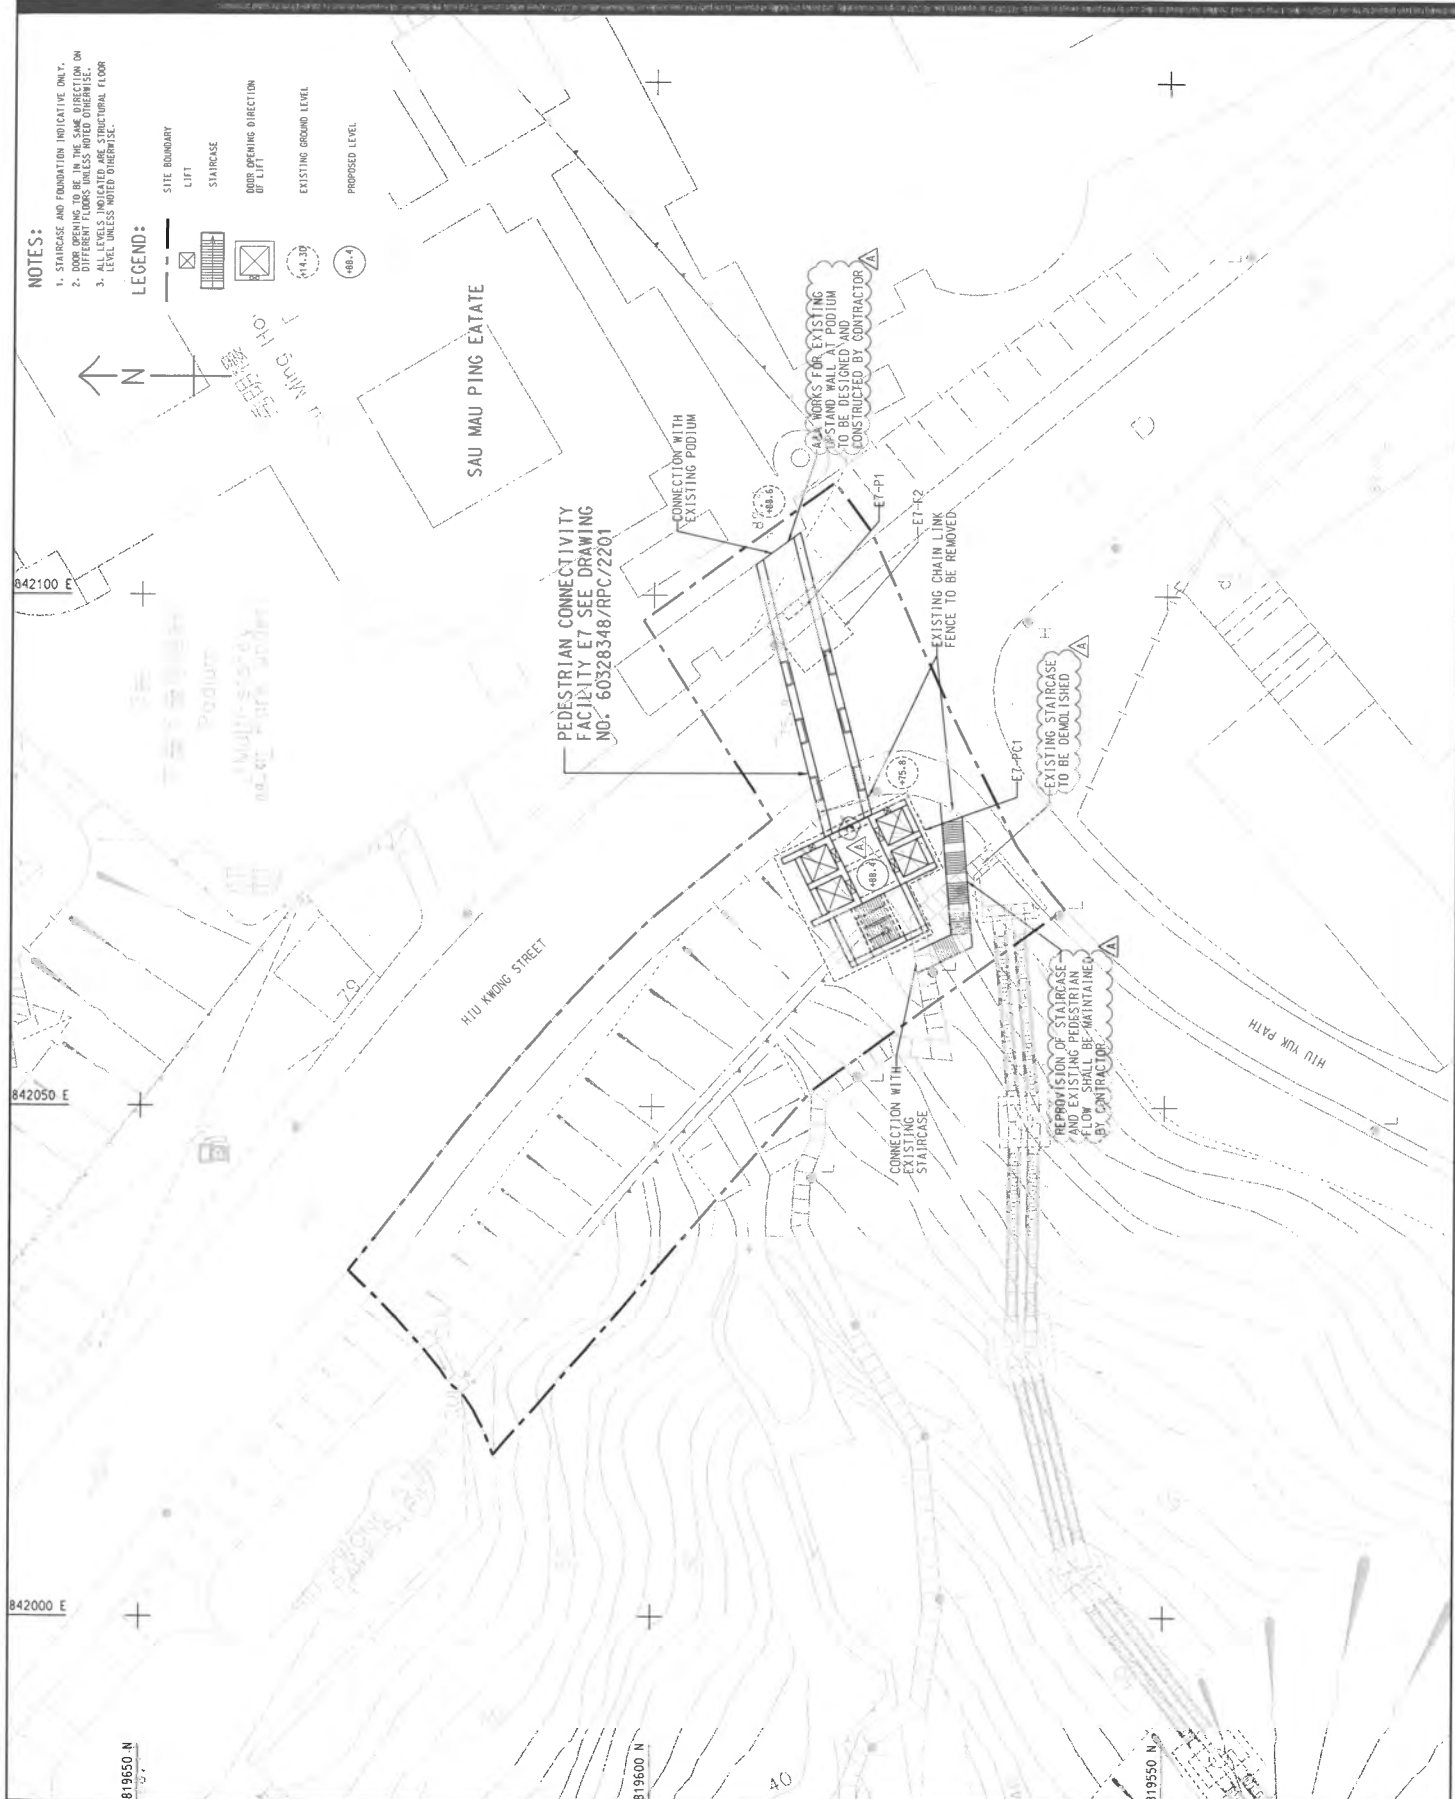 NOTES:
1. STAIRCASE AND FOUNDATION INDICATIVE ONLY.
2. DOOR OPENING TO BE IN THE SAME DIRECTION ON
DIFFERENT FLOORS UNLESS NOTED OTHERWISE.
3. ALL LEVELS INDICATED ARE STRUCTURAL FLOOR
LEVEL UNLESS NOTED OTHERWISE.
LEGEND:
SITE BOUNDARY
LIFT
STAIRCASE
DOOR OPENING DIRECTION
OF LIFT
+14.30
EXISTING GROUND LEVEL
+88.4
PROPOSED LEVEL
N
SAU MAU PING EATATE
PEDESTRIAN CONNECTIVITY
FACILITY E7 SEE DRAWING
NO. 60328348/RPC/2201
CONNECTION WITH
EXISTING PODIUM
+88.6
ALL WORKS FOR EXISTING
UPSTAND WALL AT PODIUM
TO BE DESIGNED AND
CONSTRUCTED BY CONTRACTOR
A
E7-P1
E7-F2
EXISTING CHAIN LINK
FENCE TO BE REMOVED
+75.8
E7-PC1
EXISTING STAIRCASE
TO BE DEMOLISHED
A
A
+88.4
REPROVISION OF STAIRCASE
AND EXISTING PEDESTRIAN
FLOW SHALL BE MAINTAINED
BY CONTRACTOR
A
CONNECTION WITH
EXISTING
STAIRCASE
HIU KWONG STREET
HIU YUK PATH
Podium
842100 E
842050 E
842000 E
819650 N
819600 N
819550 N
40